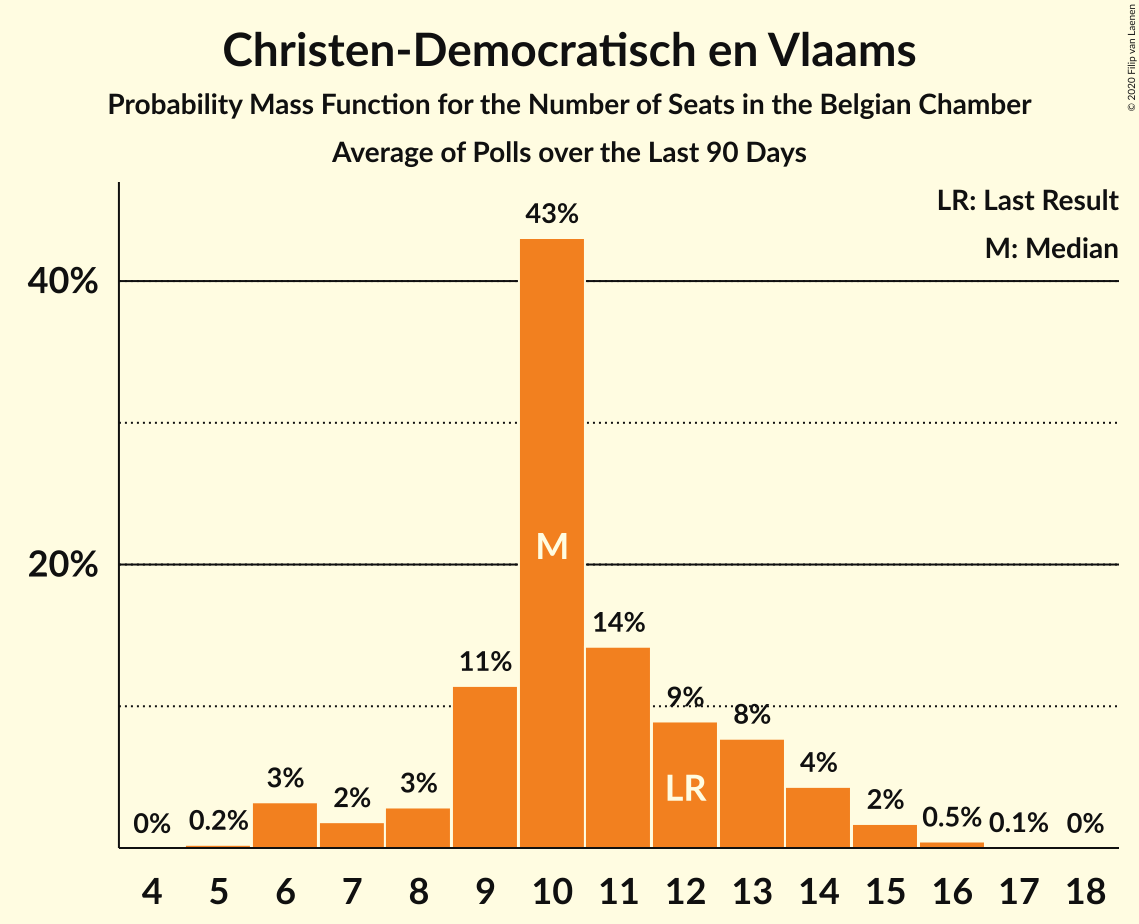 Christen-Democratisch en Vlaams
Probability Mass Function for the Number of Seats in the Belgian Chamber
Average of Polls over the Last 90 Days
© 2020 Filip van Laenen
LR: Last Result
M: Median
40%
20%
0%
0.2%
3%
2%
3%
11%
43%
14%
9%
8%
4%
2%
0.5%
0.1%
0%
M
LR
4 5 6 7 8 9 10 11 12 13 14 15 16 17 18